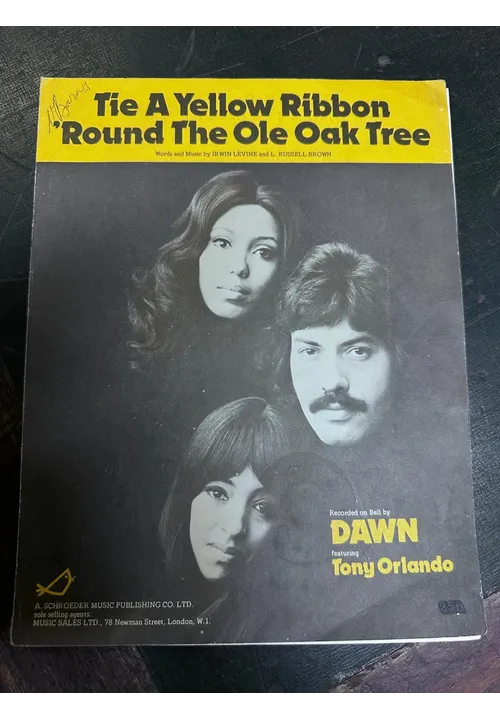 Tie A Yellow Ribbon
'Round The Ole Oak Tree
Words and Music by IRWIN LEVINE and L. RUSSELL BROWN
Recorded on Bell by
DAWN
featuring
Tony Orlando
A. SCHROEDER MUSIC PUBLISHING CO. LTD.
sole selling agents:
MUSIC SALES LTD., 78 Newman Street, London, W.1.